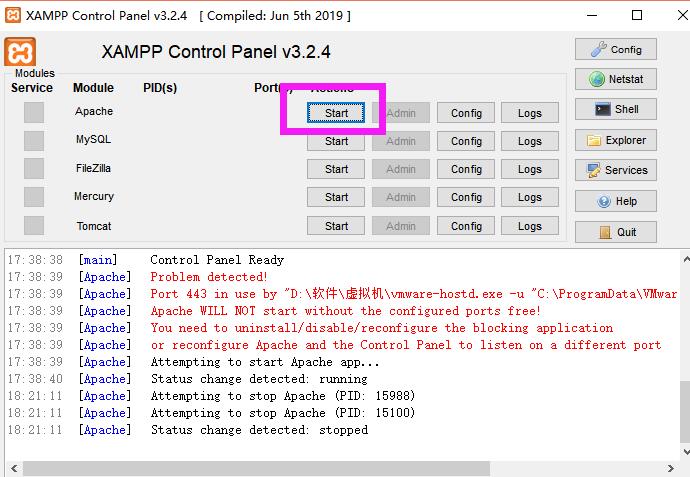 XAMPP Control Panel v3.2.4 [ Compiled: Jun 5th 2019 ]
XAMPP Control Panel v3.2.4
Config
Modules
Service Module PID(s) Port(s) Actions
Netstat
Apache Start Admin Config Logs
Shell
MySQL Start Admin Config Logs
Explorer
FileZilla Start Admin Config Logs
Services
Mercury Start Admin Config Logs
Help
Tomcat Start Admin Config Logs
Quit
17:38:38 [main] Control Panel Ready
17:38:39 [Apache] Problem detected!
17:38:39 [Apache] Port 443 in use by "D:\软件\虚拟机\vmware-hostd.exe -u "C:\ProgramData\VMwar
17:38:39 [Apache] Apache WILL NOT start without the configured ports free!
17:38:39 [Apache] You need to uninstall/disable/reconfigure the blocking application
17:38:39 [Apache] or reconfigure Apache and the Control Panel to listen on a different port
17:38:39 [Apache] Attempting to start Apache app...
17:38:40 [Apache] Status change detected: running
18:21:11 [Apache] Attempting to stop Apache (PID: 15988)
18:21:11 [Apache] Attempting to stop Apache (PID: 15100)
18:21:11 [Apache] Status change detected: stopped